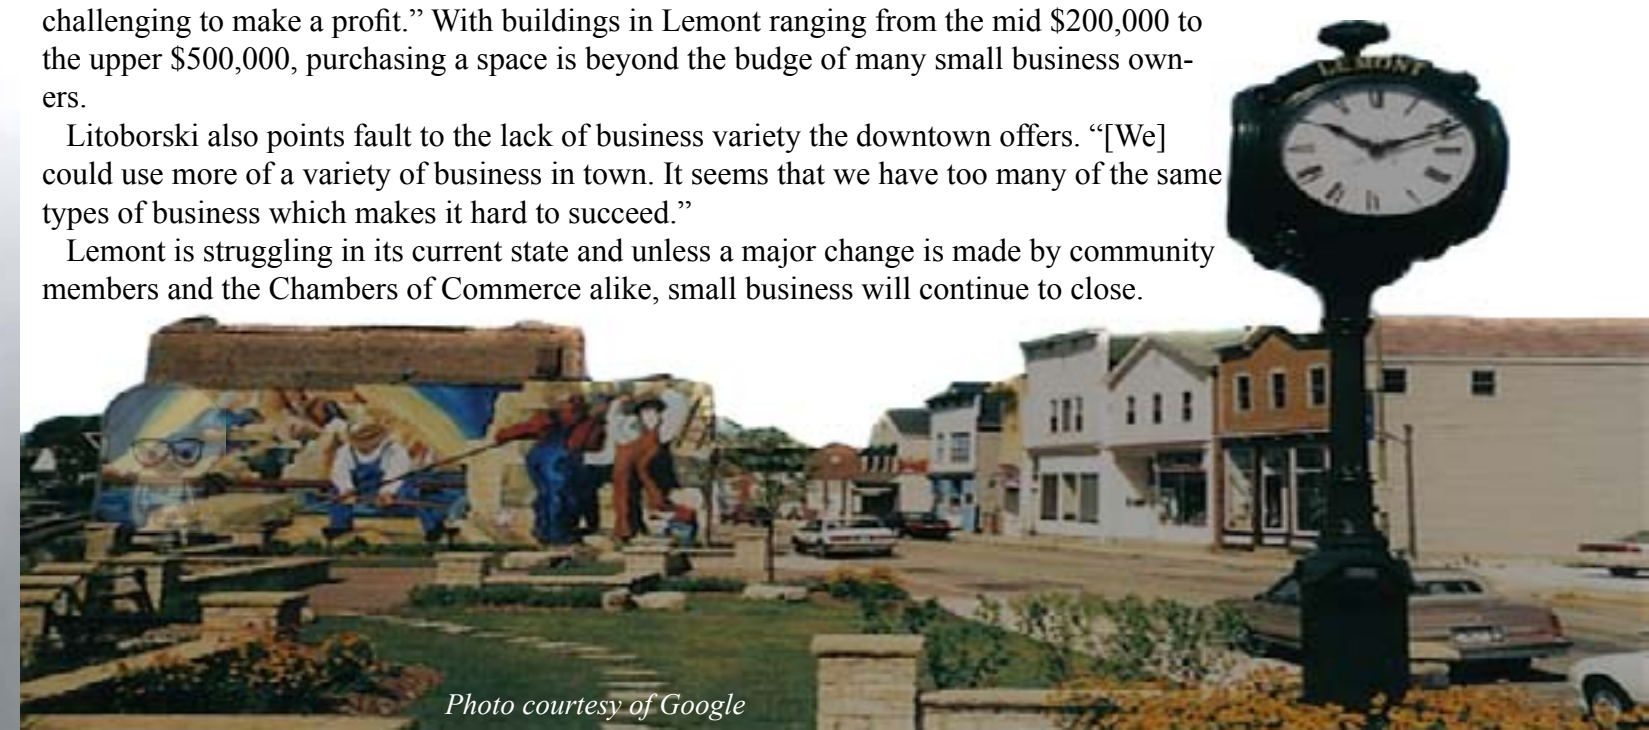 challenging to make a profit.” With buildings in Lemont ranging from the mid $200,000 to
the upper $500,000, purchasing a space is beyond the budge of many small business own-
ers.
Litoborski also points fault to the lack of business variety the downtown offers. “[We]
could use more of a variety of business in town. It seems that we have too many of the same
types of business which makes it hard to succeed.”
Lemont is struggling in its current state and unless a major change is made by community
members and the Chambers of Commerce alike, small business will continue to close.
LEMONT
Photo courtesy of Google